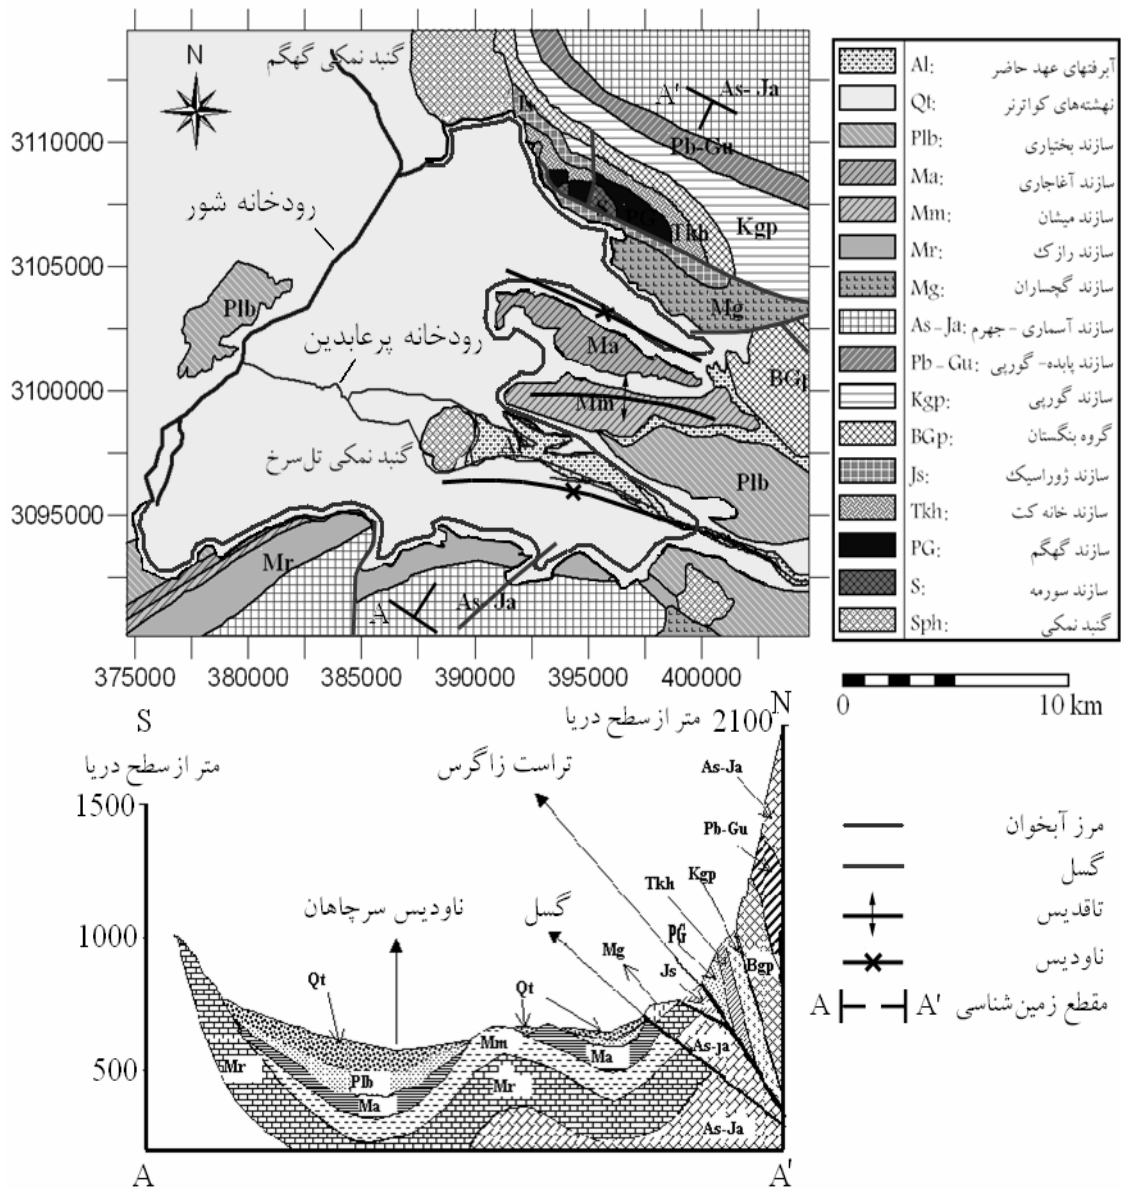 N
گنبد نمکی گهگم
A' As-Ja
Js
Pb-Gu
3110000
رودخانه شور
S
PG
Tkh
Kgp
3105000
Plb
Mg
رودخانه پرعابدین
Ma
3100000
BGp
Mm
گنبد نمکی تل‌سرخ
Al
Plb
3095000
Mr
A
As-Ja
375000 380000 385000 390000 395000 400000
Al: آبرفتهای عهد حاضر
Qt: نهشته‌های کواترنر
Plb: سازند بختیاری
Ma: سازند آغاجاری
Mm: سازند میشان
Mr: سازند رازک
Mg: سازند گچساران
As-Ja: سازند آسماری - جهرم
Pb-Gu: سازند پابده- گورپی
Kgp: سازند گورپی
BGp: گروه بنگستان
Js: سازند ژوراسیک
Tkh: سازند خانه کت
PG: سازند گهگم
S: سازند سورمه
Sph: گنبد نمکی
0 10 km
S
N
متر از سطح دریا 2100
متر از سطح دریا
تراست زاگرس
As-Ja
1500
Pb-Gu
Kgp
Tkh
ناودیس سرچاهان
گسل
PG
1000
Mg
Js
Bgp
Qt
Qt
Mm
As-ja
Ma
Mr
500
Plb
Mr
Ma
As-Ja
A
A'
مرز آبخوان
گسل
تاقدیس
ناودیس
A A' مقطع زمین‌شناسی